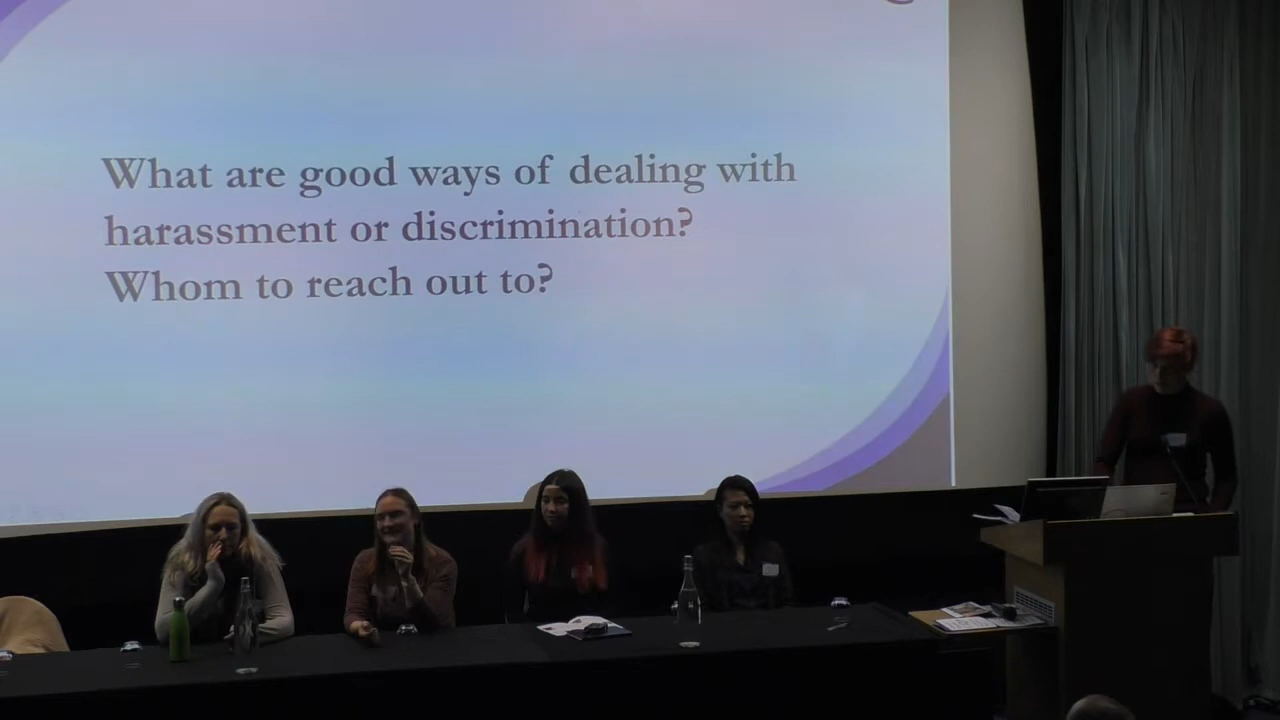 What are good ways of dealing with
harassment or discrimination?
Whom to reach out to?